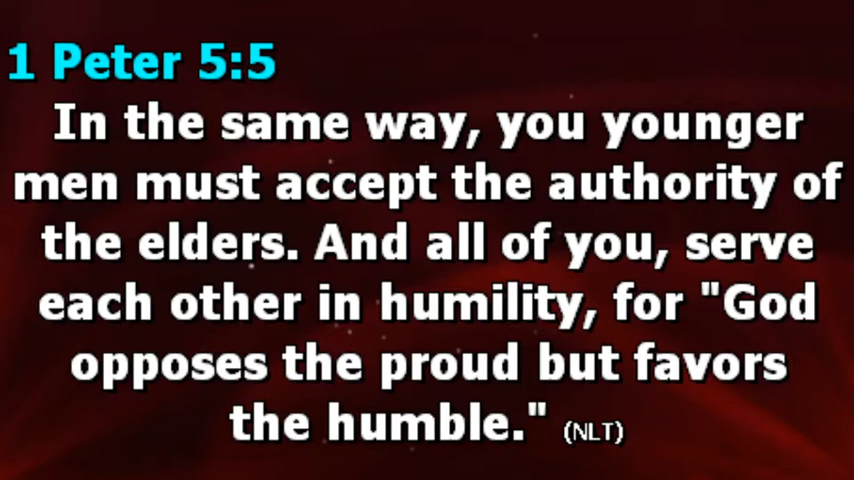 1 Peter 5:5
In the same way, you younger
men must accept the authority of
the elders. And all of you, serve
each other in humility, for "God
opposes the proud but favors
the humble." (NLT)